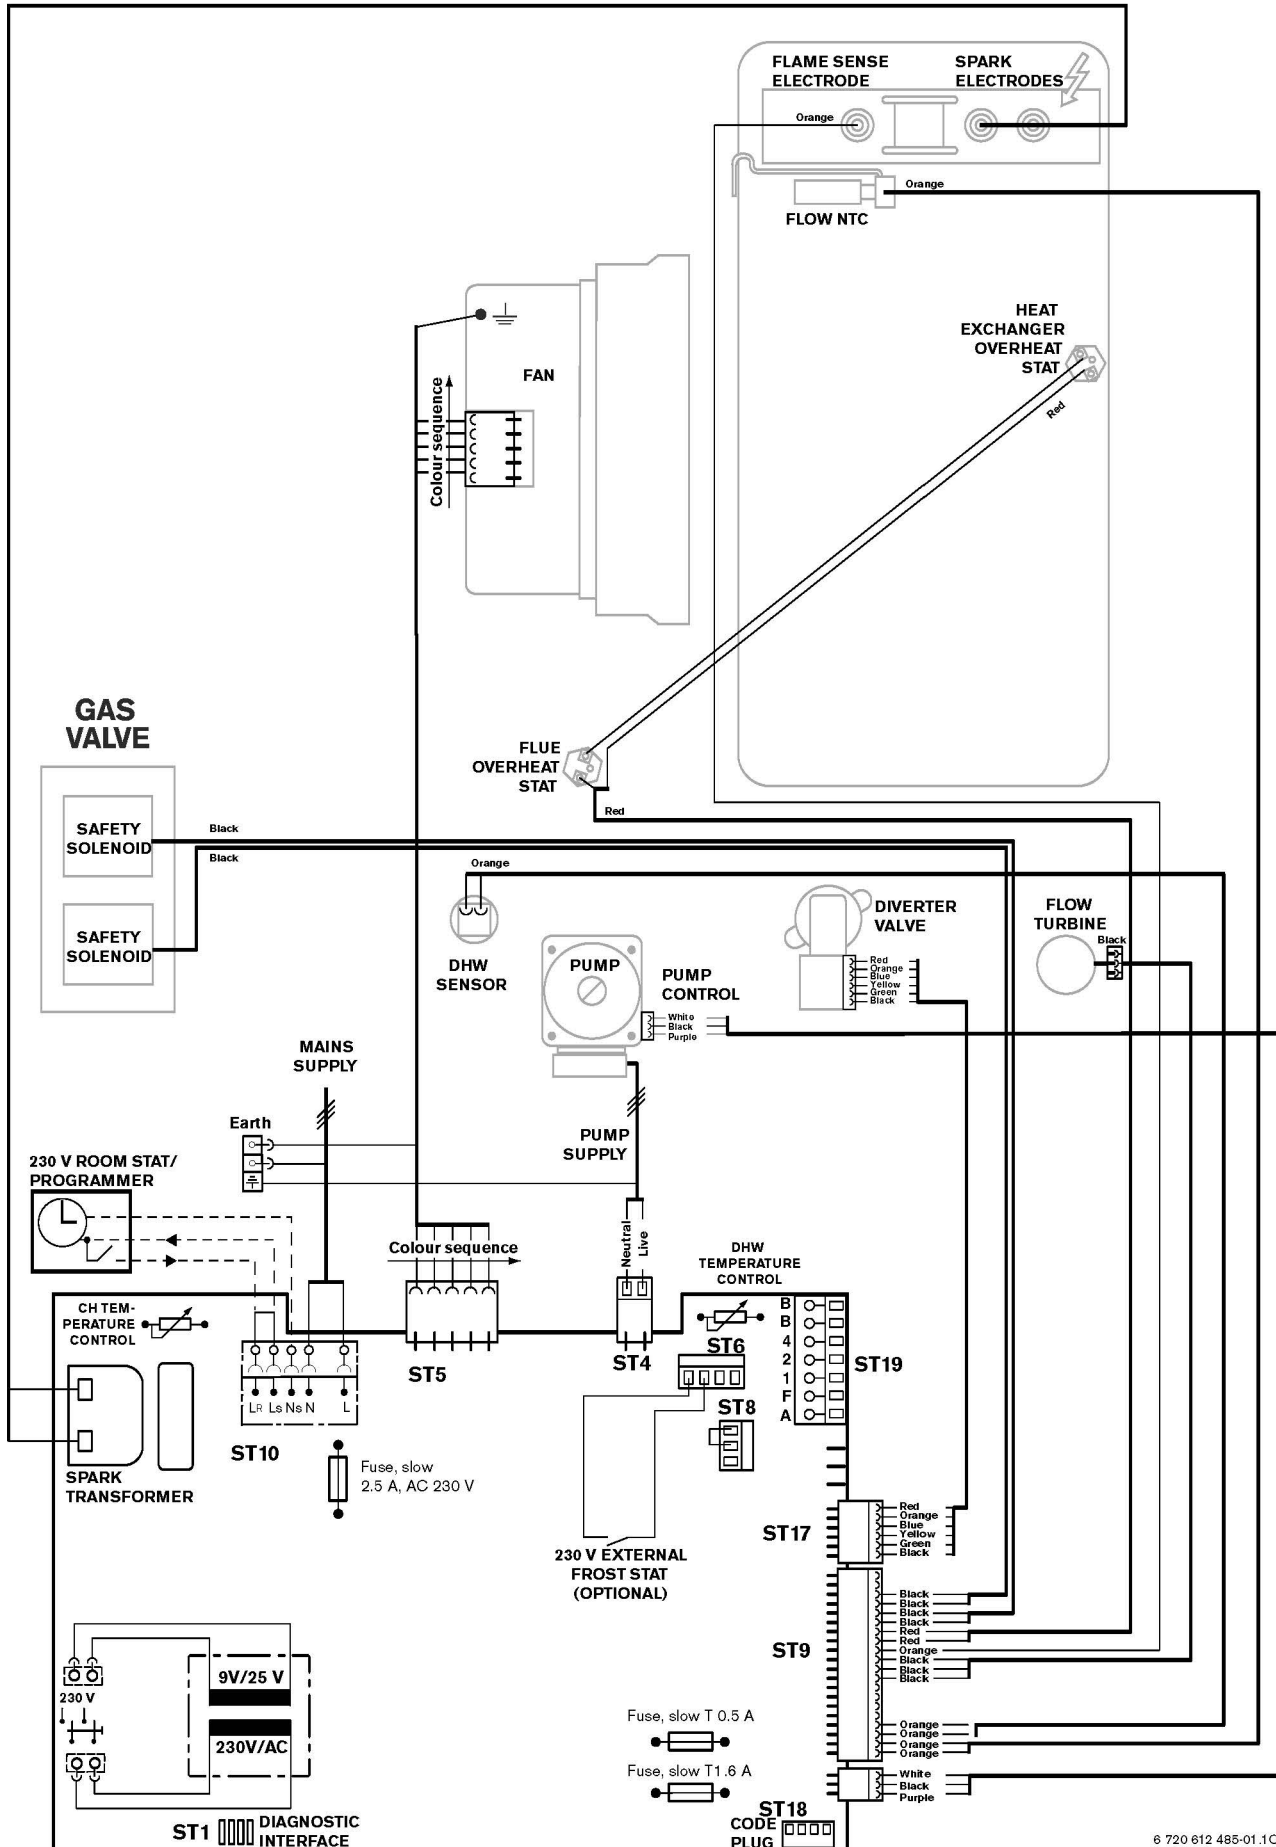 FLAME SENSE
ELECTRODE
SPARK
ELECTRODES
Orange
Orange
FLOW NTC
HEAT
EXCHANGER
OVERHEAT
STAT
Red
FAN
Colour sequence
GAS
VALVE
SAFETY
SOLENOID
SAFETY
SOLENOID
Black
Black
FLUE
OVERHEAT
STAT
Red
Orange
DHW
SENSOR
PUMP
PUMP
CONTROL
White
Black
Purple
DIVERTER
VALVE
Red
Orange
Blue
Yellow
Green
Black
FLOW
TURBINE
Black
MAINS
SUPPLY
Earth
PUMP
SUPPLY
230 V ROOM STAT/
PROGRAMMER
Neutral
Live
Colour sequence
DHW
TEMPERATURE
CONTROL
CH TEM-
PERATURE
CONTROL
ST5
ST4
ST6
B
B
4
2
1
F
A
ST19
LR Ls Ns N L
ST10
ST8
SPARK
TRANSFORMER
Fuse, slow
2.5 A, AC 230 V
230 V EXTERNAL
FROST STAT
(OPTIONAL)
ST17
Red
Orange
Blue
Yellow
Green
Black
ST9
Black
Black
Black
Black
Red
Red
Orange
Black
Black
Black
Orange
Orange
Orange
Orange
9V/25 V
230 V
230V/AC
Fuse, slow T 0.5 A
Fuse, slow T1.6 A
White
Black
Purple
ST18
CODE
PLUG
ST1
DIAGNOSTIC
INTERFACE
6 720 612 485-01.1O